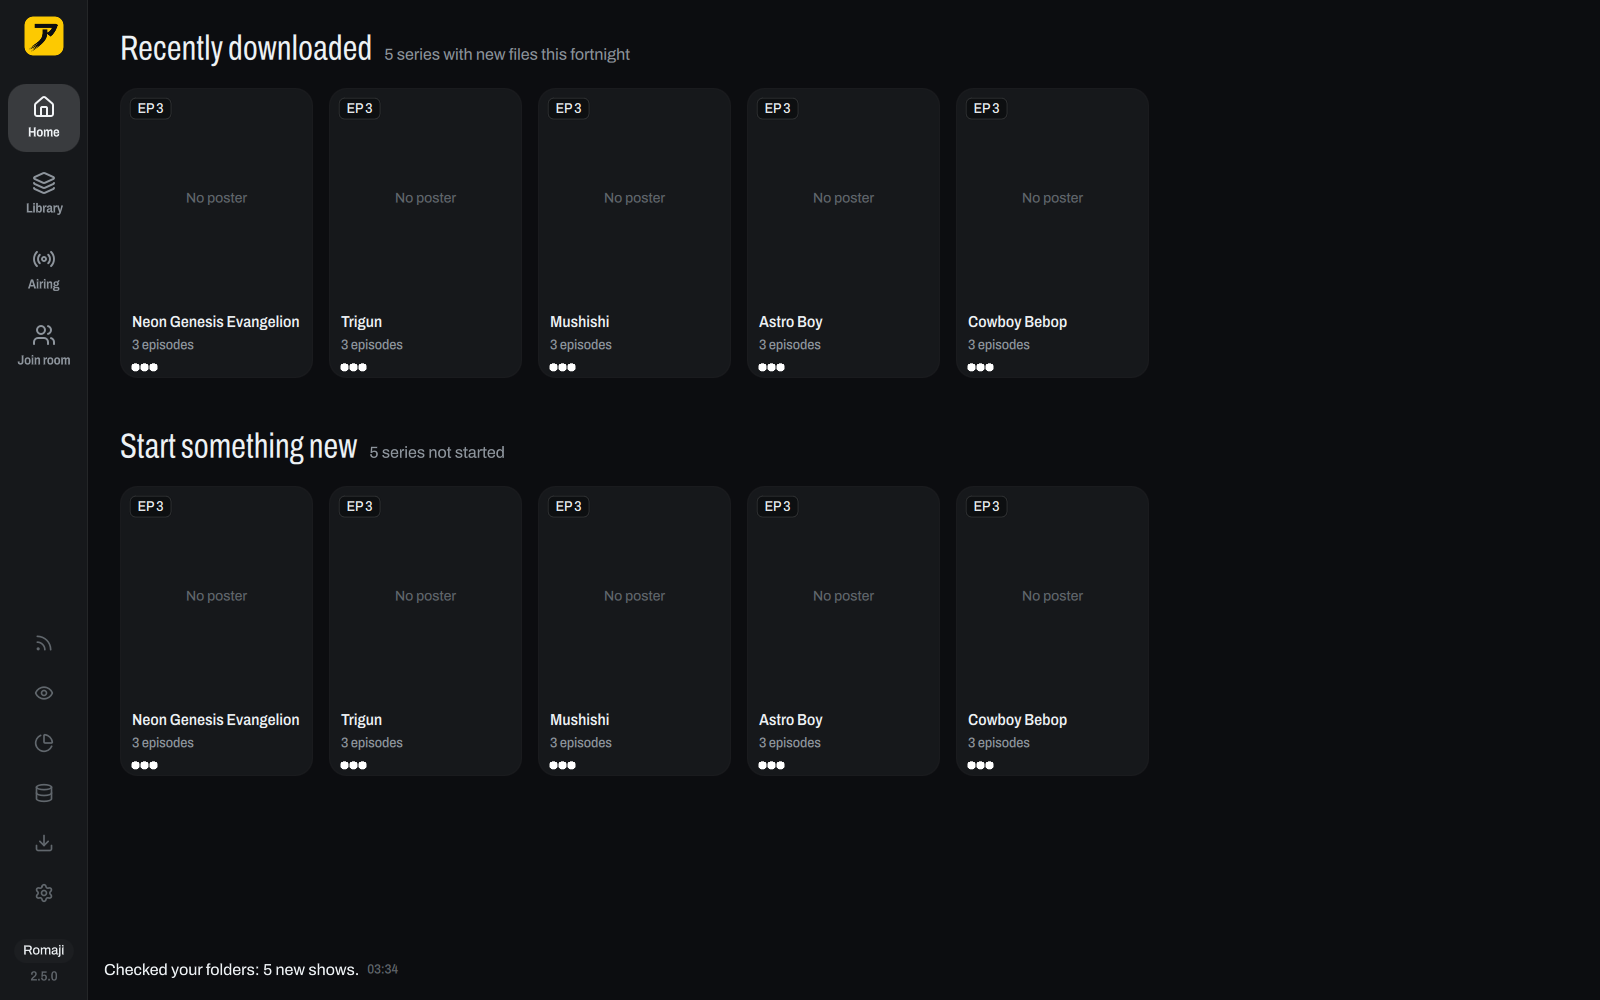 ア
Home
Library
Airing
Join room
Romaji
2.5.0
Recently downloaded 5 series with new files this fortnight
EP 3 EP 3 EP 3 EP 3 EP 3
No poster No poster No poster No poster No poster
Neon Genesis Evangelion Trigun Mushishi Astro Boy Cowboy Bebop
3 episodes 3 episodes 3 episodes 3 episodes 3 episodes
Start something new 5 series not started
EP 3 EP 3 EP 3 EP 3 EP 3
No poster No poster No poster No poster No poster
Neon Genesis Evangelion Trigun Mushishi Astro Boy Cowboy Bebop
3 episodes 3 episodes 3 episodes 3 episodes 3 episodes
Checked your folders: 5 new shows. 03:34